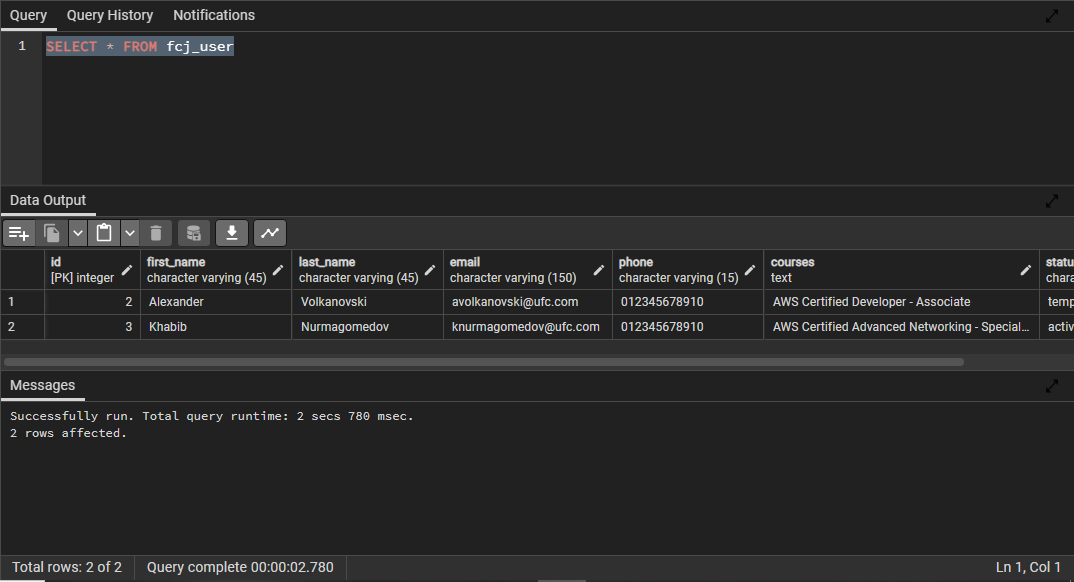 Query Query History Notifications
1 SELECT * FROM fcj_user
Data Output
id first_name last_name email phone courses statu
[PK] integer character varying (45) character varying (45) character varying (150) character varying (15) text chara
1 2 Alexander Volkanovski avolkanovski@ufc.com 012345678910 AWS Certified Developer - Associate temp
2 3 Khabib Nurmagomedov knurmagomedov@ufc.com 012345678910 AWS Certified Advanced Networking - Special... activ
Messages
Successfully run. Total query runtime: 2 secs 780 msec.
2 rows affected.
Total rows: 2 of 2 Query complete 00:00:02.780 Ln 1, Col 1